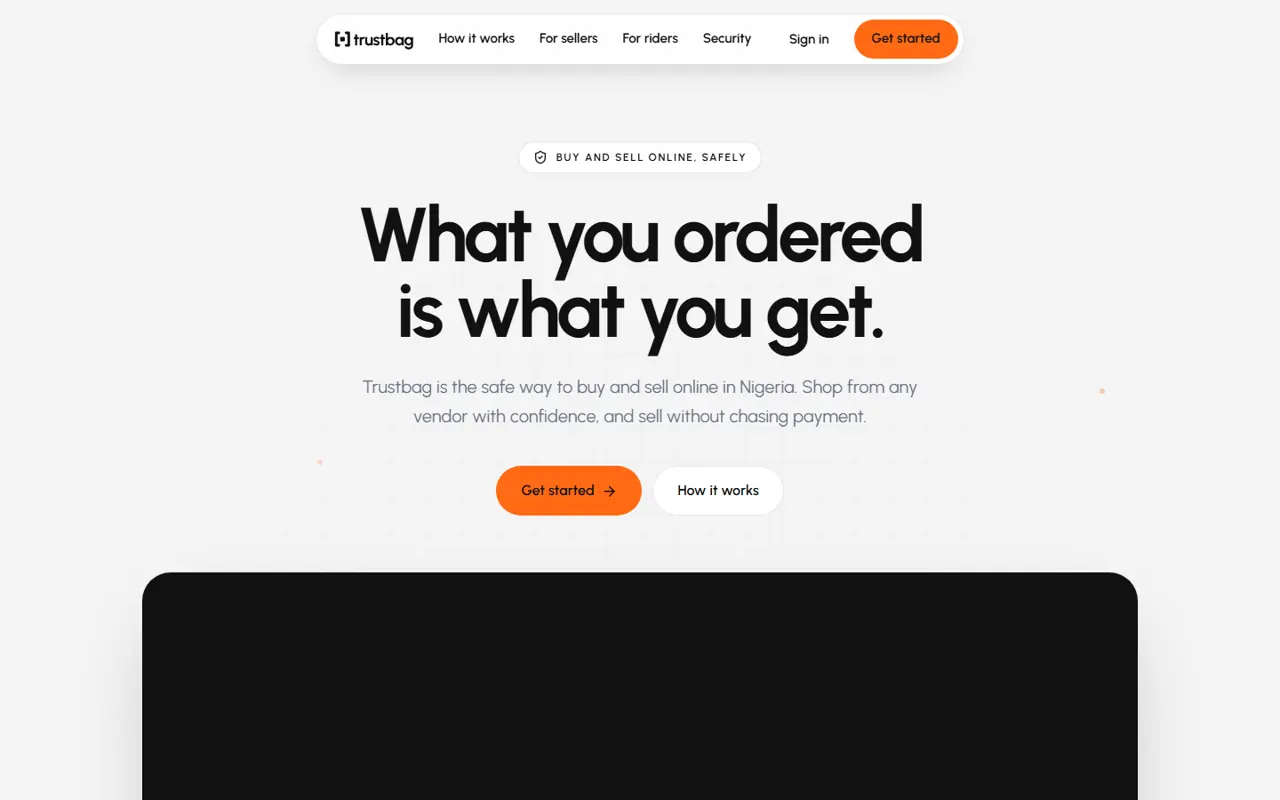 trustbag How it works For sellers For riders Security Sign in Get started
BUY AND SELL ONLINE, SAFELY
What you ordered
is what you get.
Trustbag is the safe way to buy and sell online in Nigeria. Shop from any
vendor with confidence, and sell without chasing payment.
Get started → How it works